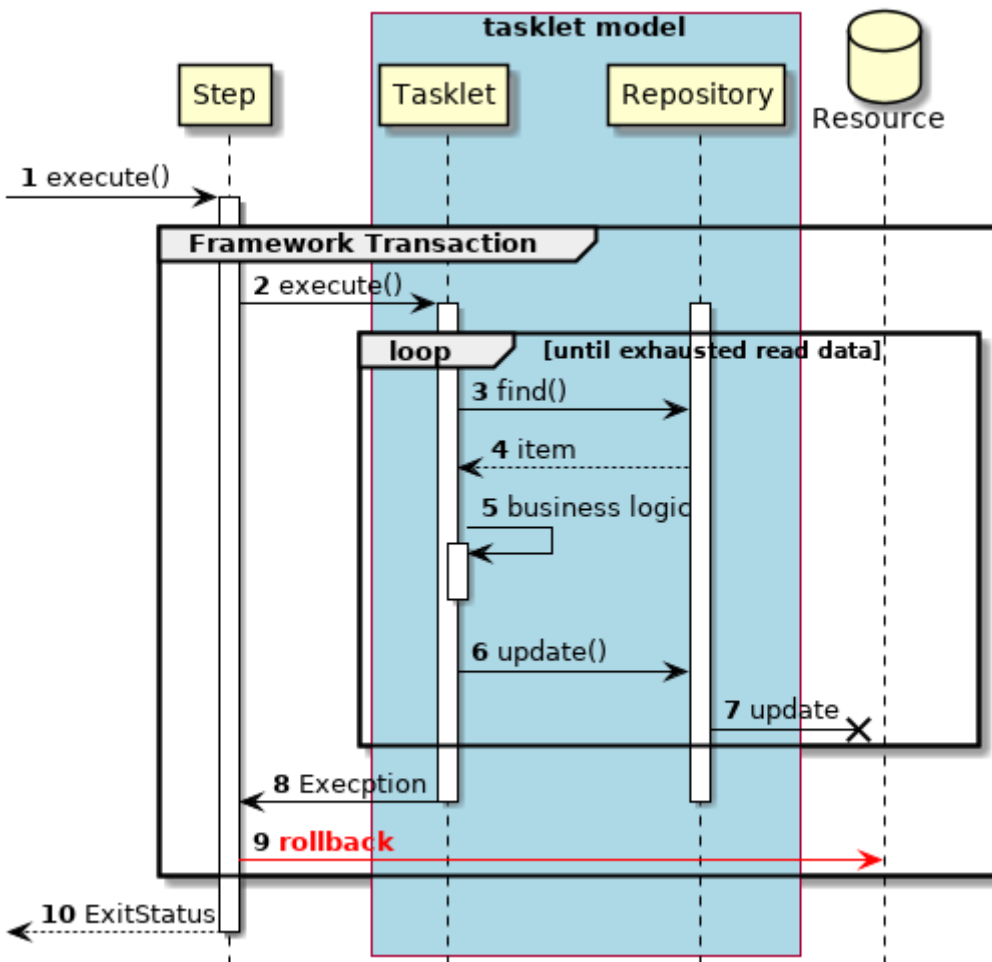 tasklet model
Step
Tasklet
Repository
Resource
1 execute()
Framework Transaction
2 execute()
loop [until exhausted read data]
3 find()
4 item
5 business logic
6 update()
7 update
8 Execption
9 rollback
10 ExitStatus